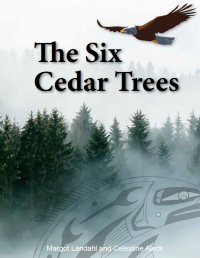 The Six
Cedar Trees
Margot Landahl and Celestine Aleck